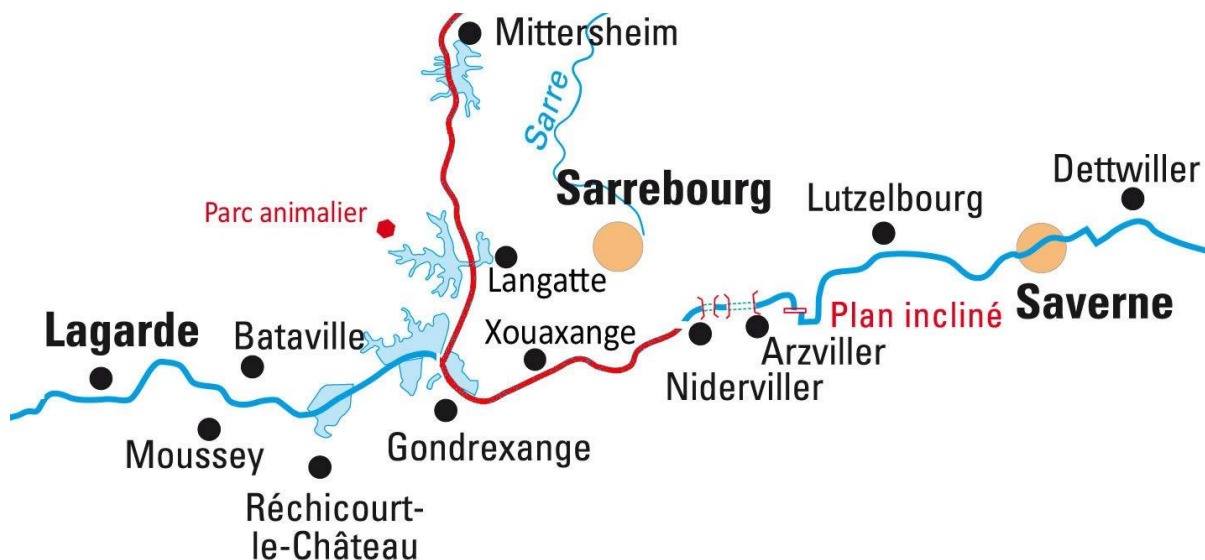 Mittersheim
Sarre
Dettwiller
Sarrebourg
Lutzelbourg
Parc animalier
Langatte
Saverne
Plan incliné
Lagarde
Bataville
Xouaxange
Arzviller
Niderviller
Moussey
Gondrexange
Réchicourt-
le-Château